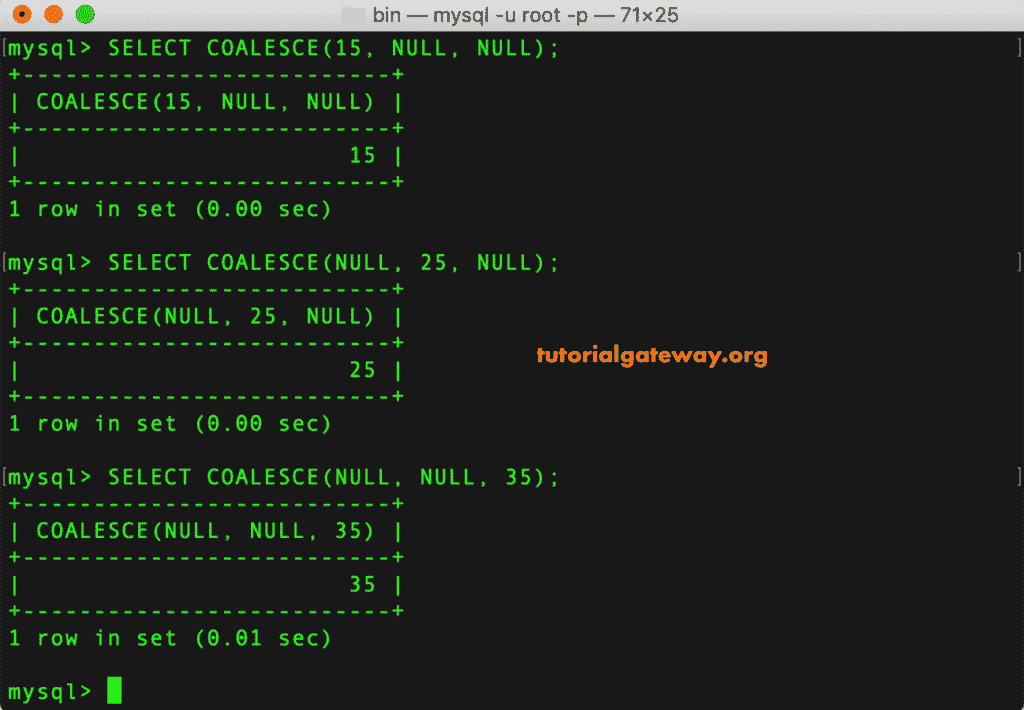 bin — mysql -u root -p — 71×25
[mysql> SELECT COALESCE(15, NULL, NULL); ]
+--------------------------+
| COALESCE(15, NULL, NULL) |
+--------------------------+
|                       15 |
+--------------------------+
1 row in set (0.00 sec)
[mysql> SELECT COALESCE(NULL, 25, NULL); ]
+--------------------------+
| COALESCE(NULL, 25, NULL) |
+--------------------------+
tutorialgateway.org
|                       25 |
+--------------------------+
1 row in set (0.00 sec)
[mysql> SELECT COALESCE(NULL, NULL, 35); ]
+--------------------------+
| COALESCE(NULL, NULL, 35) |
+--------------------------+
|                       35 |
+--------------------------+
1 row in set (0.01 sec)
mysql>